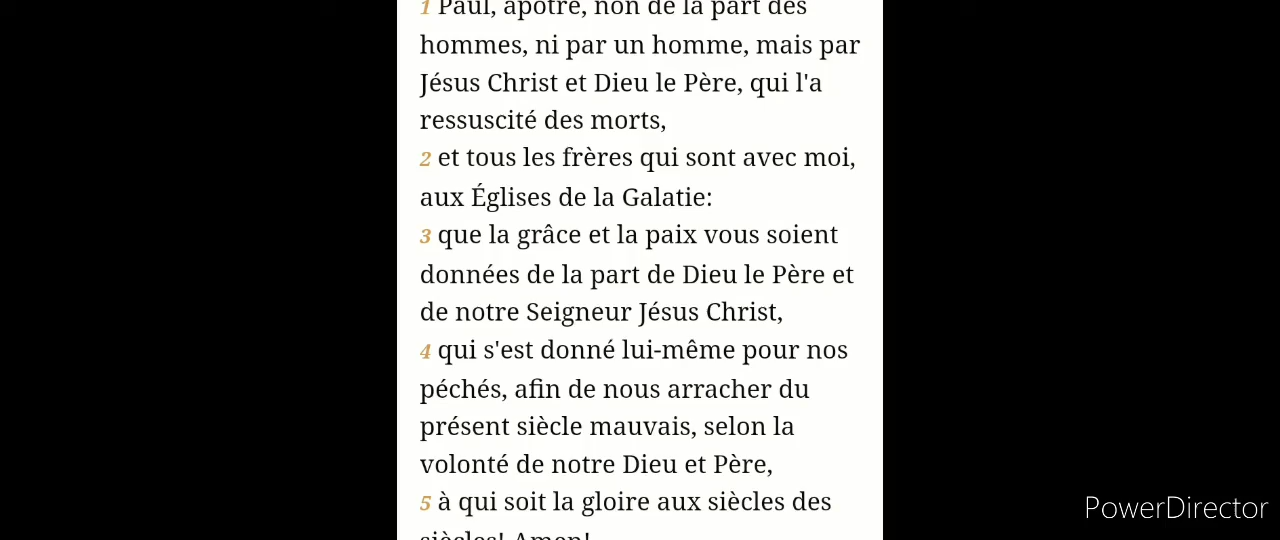 1 Paul, apôtre, non de la part des
hommes, ni par un homme, mais par
Jésus Christ et Dieu le Père, qui l'a
ressuscité des morts,
2 et tous les frères qui sont avec moi,
aux Églises de la Galatie:
3 que la grâce et la paix vous soient
données de la part de Dieu le Père et
de notre Seigneur Jésus Christ,
4 qui s'est donné lui-même pour nos
péchés, afin de nous arracher du
présent siècle mauvais, selon la
volonté de notre Dieu et Père,
5 à qui soit la gloire aux siècles des
siècles! Amen!
PowerDirector